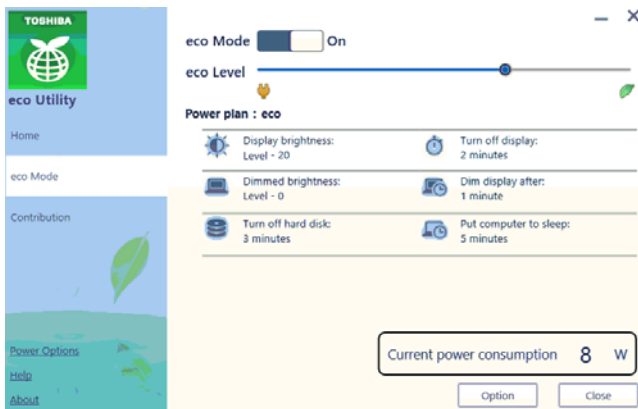 TOSHIBA
eco Utility
Home
eco Mode
Contribution
Power Options
Help
About
eco Mode On
eco Level
Power plan : eco
Display brightness:
Level - 20
Turn off display:
2 minutes
Dimmed brightness:
Level - 0
Dim display after:
1 minute
Turn off hard disk:
3 minutes
Put computer to sleep:
5 minutes
Current power consumption 8 W
Option Close